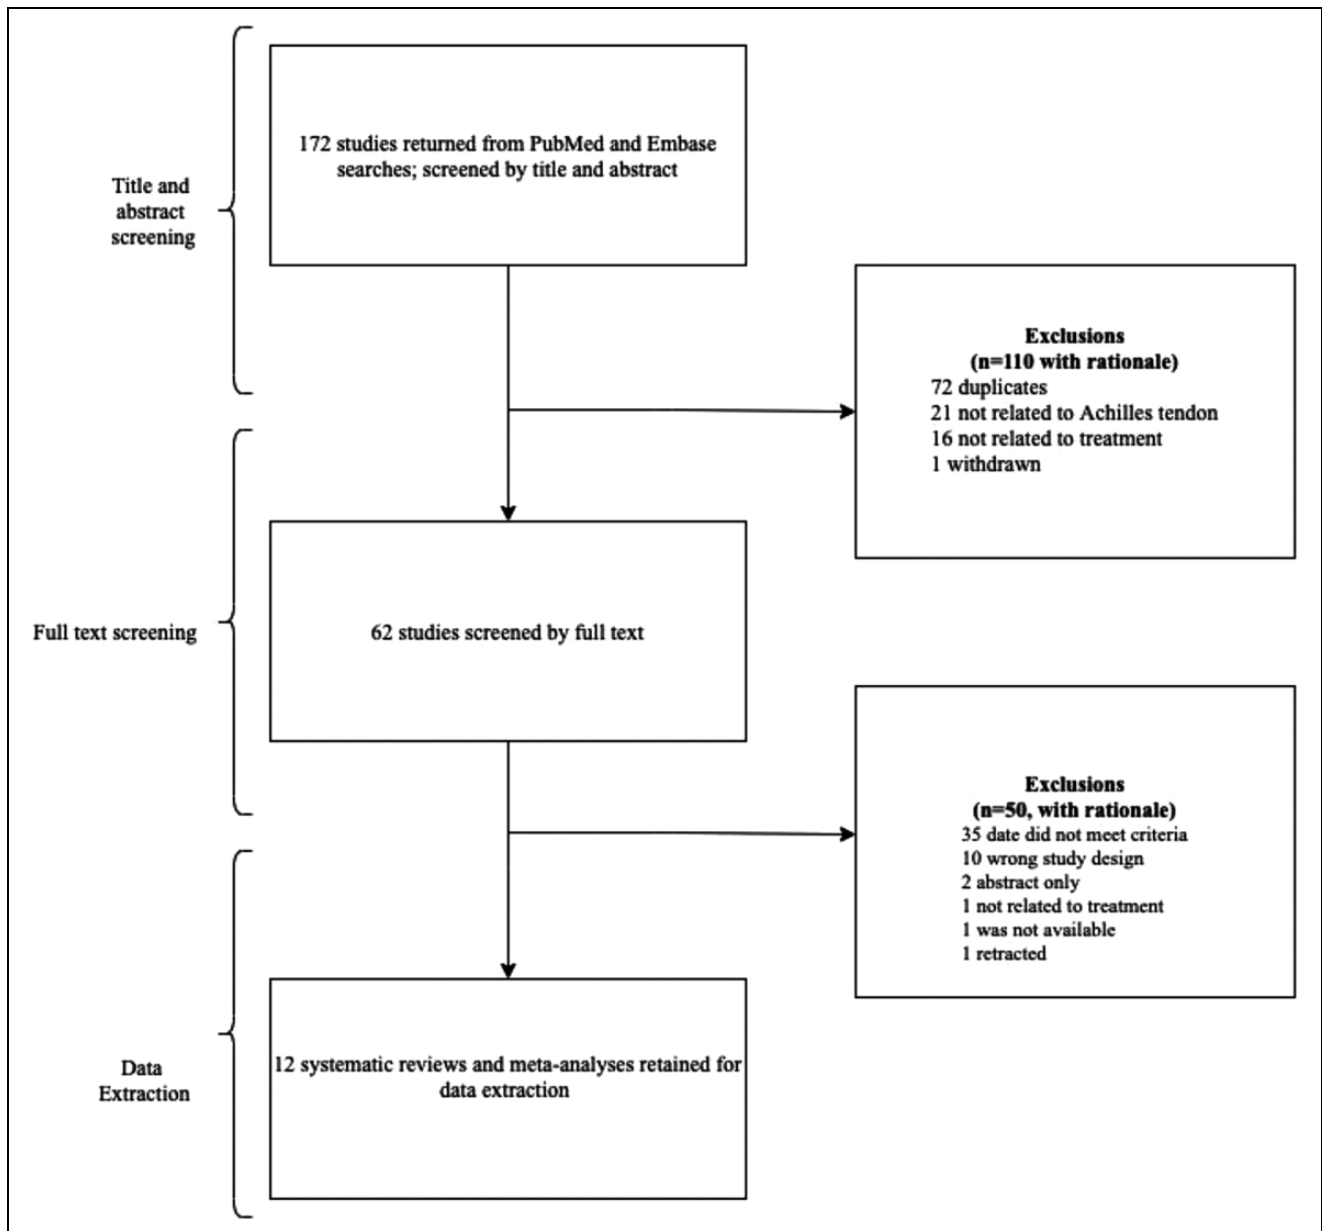 Title and
abstract
screening
172 studies returned from PubMed and Embase
searches; screened by title and abstract
Exclusions
(n=110 with rationale)
72 duplicates
21 not related to Achilles tendon
16 not related to treatment
1 withdrawn
Full text screening
62 studies screened by full text
Exclusions
(n=50, with rationale)
35 date did not meet criteria
10 wrong study design
2 abstract only
1 not related to treatment
1 was not available
1 retracted
Data
Extraction
12 systematic reviews and meta-analyses retained for
data extraction